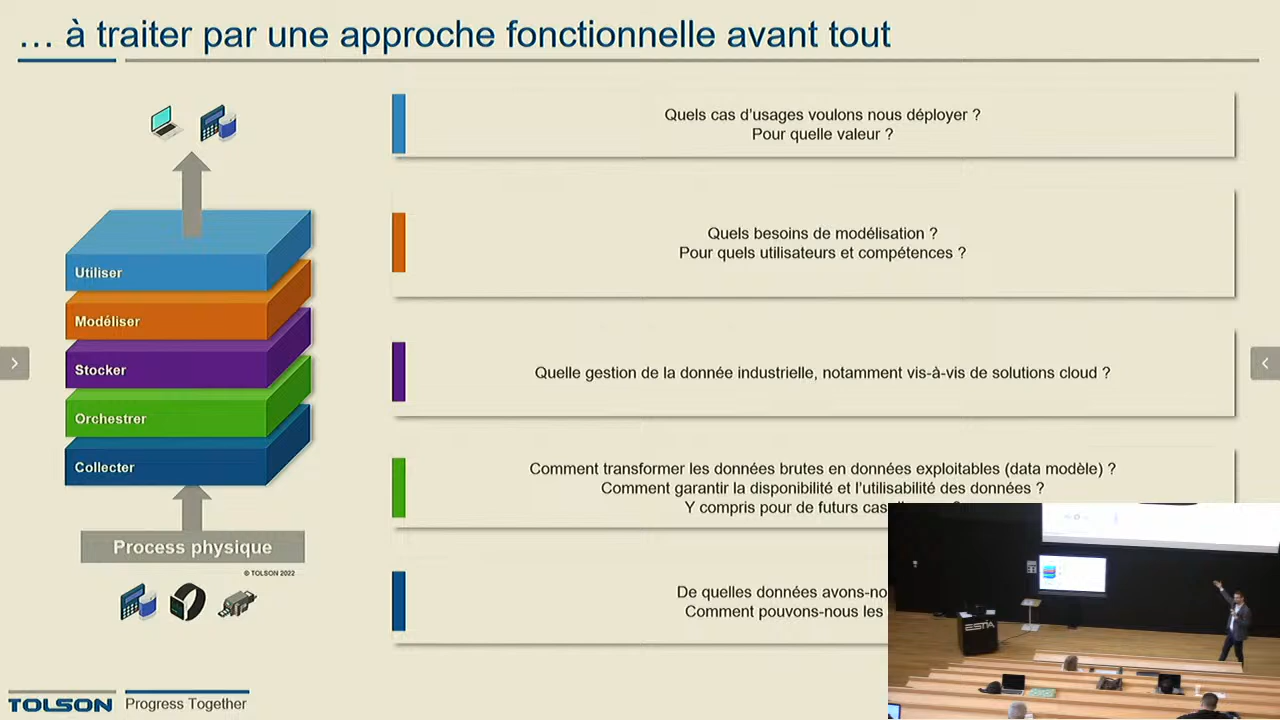 … à traiter par une approche fonctionnelle avant tout
Quels cas d'usages voulons nous déployer ?
Pour quelle valeur ?
Utiliser
Quels besoins de modélisation ?
Pour quels utilisateurs et compétences ?
Modéliser
Stocker
Quelle gestion de la donnée industrielle, notamment vis-à-vis de solutions cloud ?
Orchestrer
Comment transformer les données brutes en données exploitables (data modèle) ?
Comment garantir la disponibilité et l'utilisabilité des données ?
Y compris pour de futurs cas
Collecter
De quelles données avons-no
Comment pouvons-nous les
Process physique
© TOLSON 2022
ESTIA
TOLSON
Progress Together